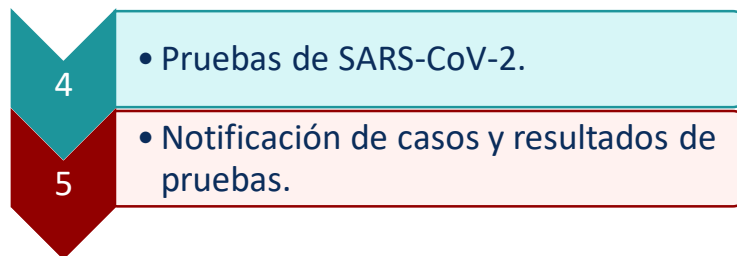 4
• Pruebas de SARS-CoV-2.
5
• Notificación de casos y resultados de
pruebas.